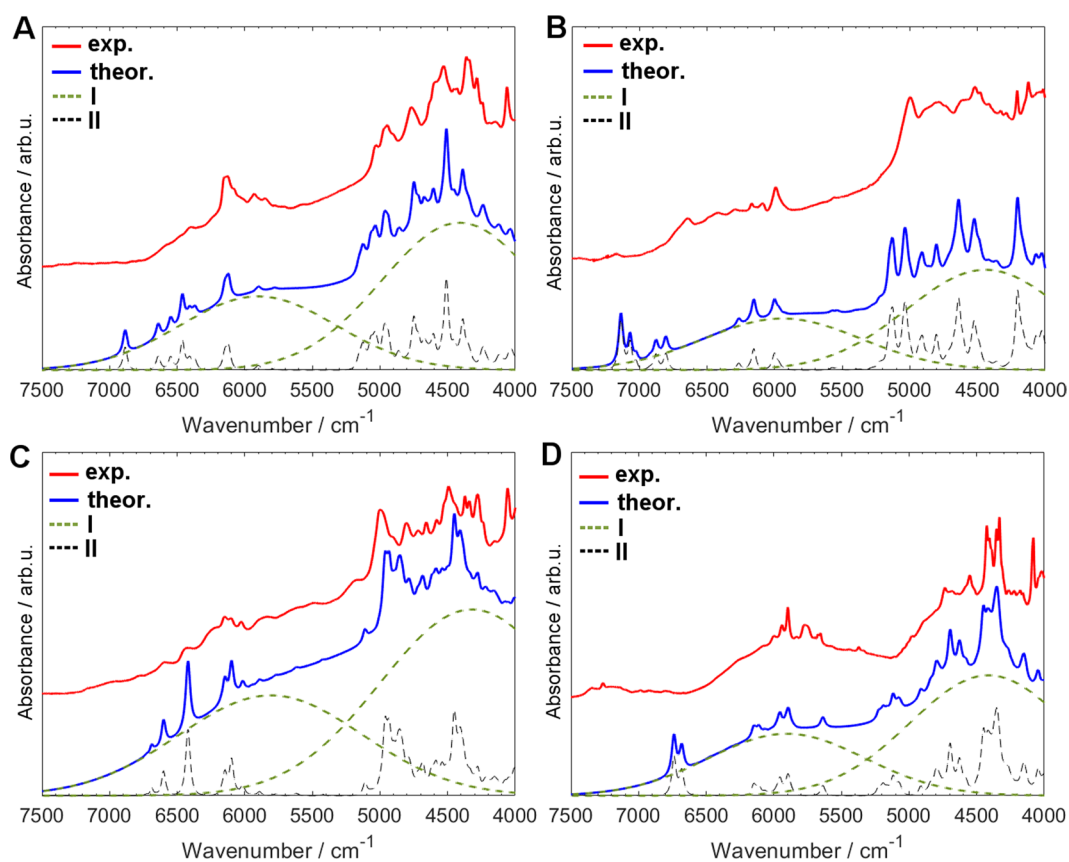 A
exp.
theor.
I
II
Absorbance / arb.u.
7500 7000 6500 6000 5500 5000 4500 4000
Wavenumber / cm-1
B
exp.
theor.
I
II
Absorbance / arb.u.
7500 7000 6500 6000 5500 5000 4500 4000
Wavenumber / cm-1
C
exp.
theor.
I
II
Absorbance / arb.u.
7500 7000 6500 6000 5500 5000 4500 4000
Wavenumber / cm-1
D
exp.
theor.
I
II
Absorbance / arb.u.
7500 7000 6500 6000 5500 5000 4500 4000
Wavenumber / cm-1